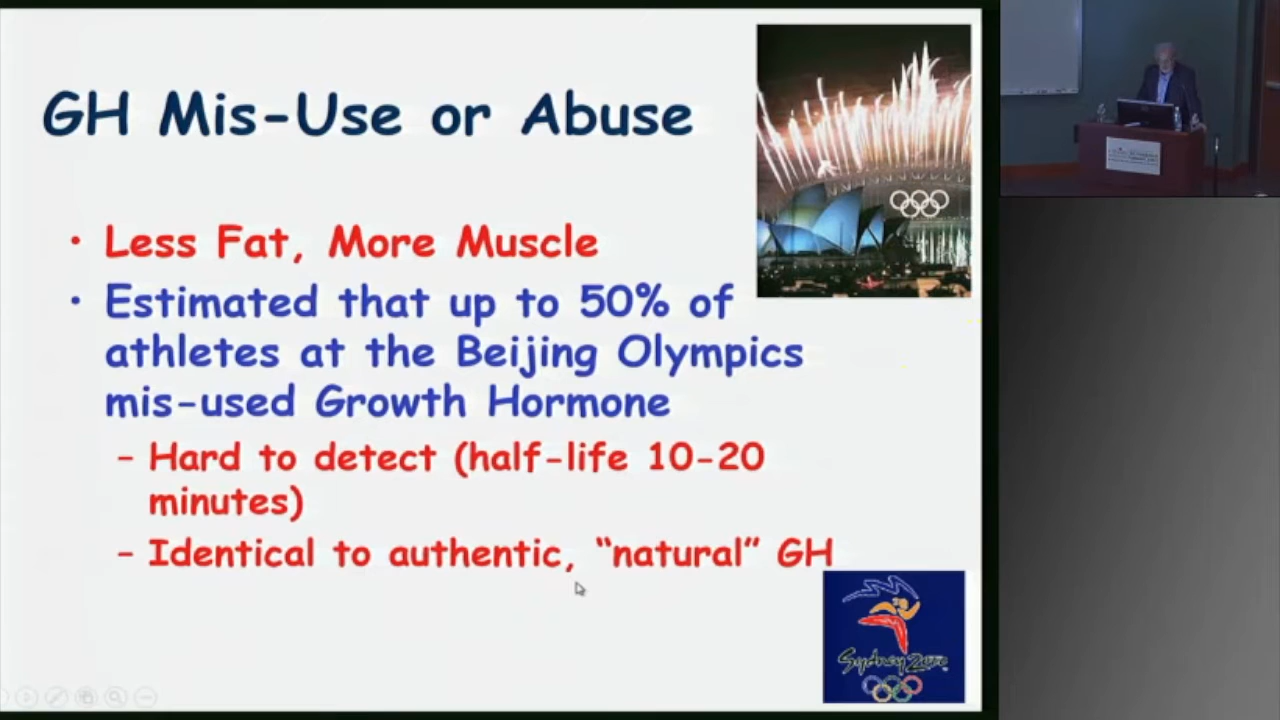 GH Mis-Use or Abuse
• Less Fat, More Muscle
• Estimated that up to 50% of
athletes at the Beijing Olympics
mis-used Growth Hormone
– Hard to detect (half-life 10-20
minutes)
– Identical to authentic, “natural” GH
Sydney 2000